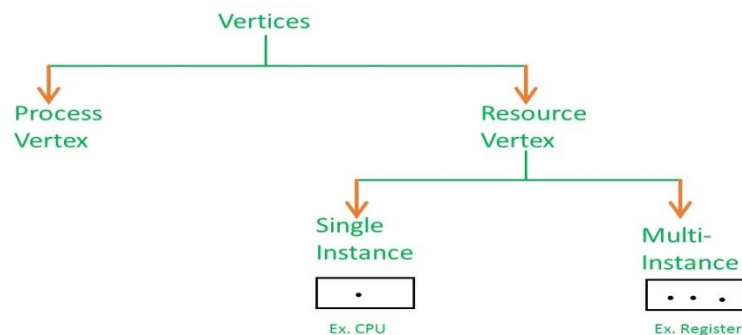 Vertices
Process
Vertex
Resource
Vertex
Single
Instance
Multi-
Instance
Ex. CPU
Ex. Register